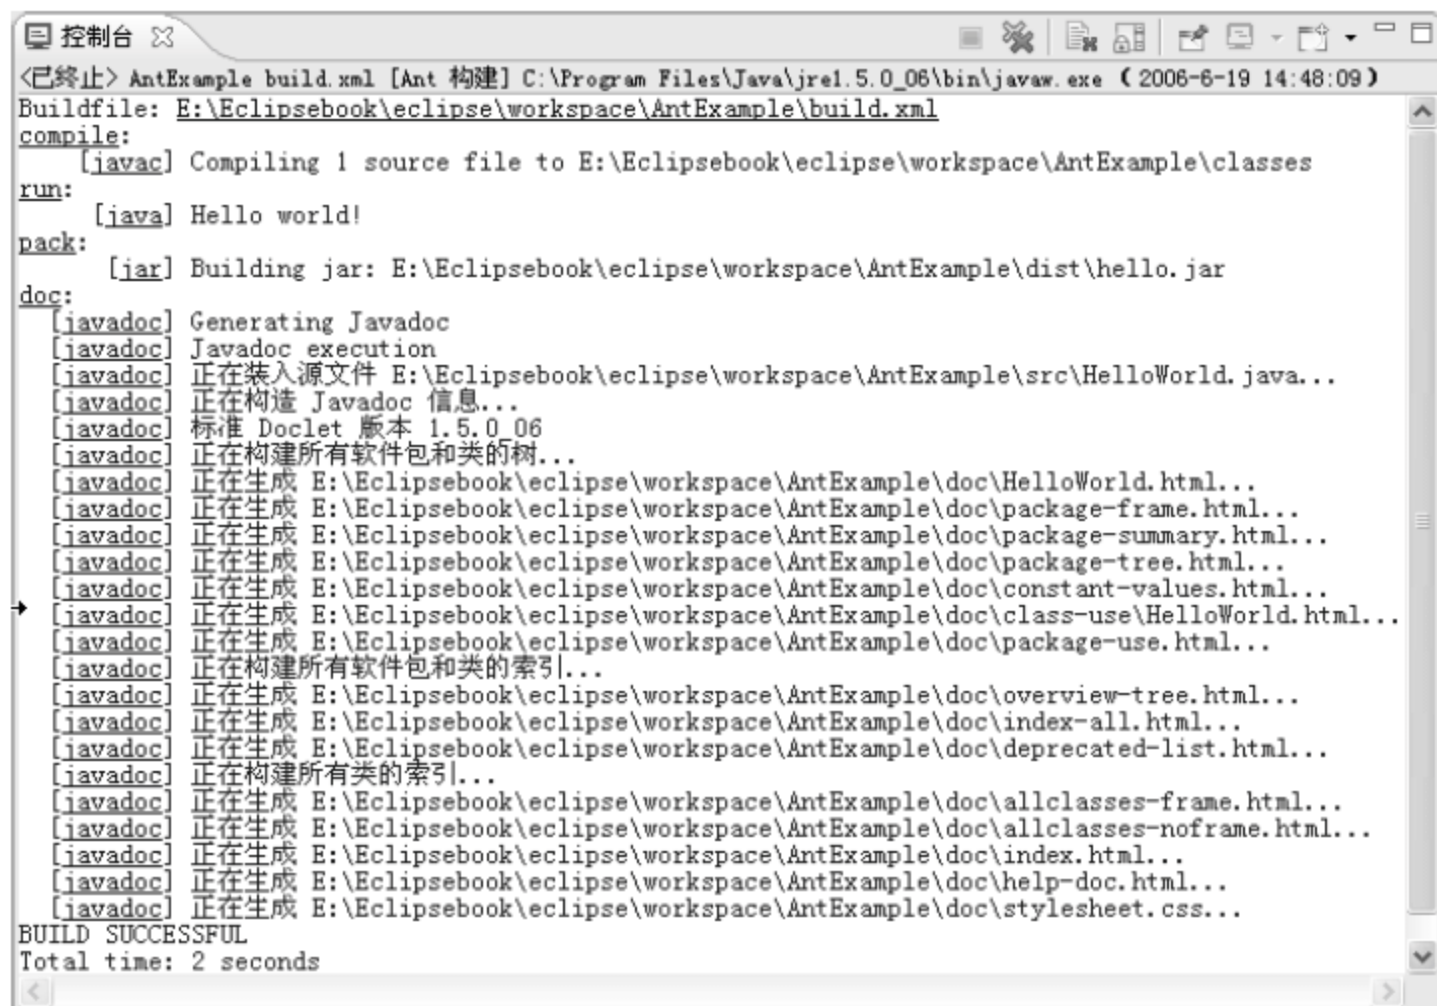 控制台
<已终止> AntExample build.xml [Ant 构建] C:\Program Files\Java\jre1.5.0_06\bin\javaw.exe ( 2006-6-19 14:48:09 )
Buildfile: E:\Eclipsebook\eclipse\workspace\AntExample\build.xml
compile:
[javac] Compiling 1 source file to E:\Eclipsebook\eclipse\workspace\AntExample\classes
run:
[java] Hello world!
pack:
[jar] Building jar: E:\Eclipsebook\eclipse\workspace\AntExample\dist\hello.jar
doc:
[javadoc] Generating Javadoc
[javadoc] Javadoc execution
[javadoc] 正在装入源文件 E:\Eclipsebook\eclipse\workspace\AntExample\src\HelloWorld.java...
[javadoc] 正在构造 Javadoc 信息...
[javadoc] 标准 Doclet 版本 1.5.0_06
[javadoc] 正在构建所有软件包和类的树...
[javadoc] 正在生成 E:\Eclipsebook\eclipse\workspace\AntExample\doc\HelloWorld.html...
[javadoc] 正在生成 E:\Eclipsebook\eclipse\workspace\AntExample\doc\package-frame.html...
[javadoc] 正在生成 E:\Eclipsebook\eclipse\workspace\AntExample\doc\package-summary.html...
[javadoc] 正在生成 E:\Eclipsebook\eclipse\workspace\AntExample\doc\package-tree.html...
[javadoc] 正在生成 E:\Eclipsebook\eclipse\workspace\AntExample\doc\constant-values.html...
[javadoc] 正在生成 E:\Eclipsebook\eclipse\workspace\AntExample\doc\class-use\HelloWorld.html...
[javadoc] 正在生成 E:\Eclipsebook\eclipse\workspace\AntExample\doc\package-use.html...
[javadoc] 正在构建所有软件包和类的索引...
[javadoc] 正在生成 E:\Eclipsebook\eclipse\workspace\AntExample\doc\overview-tree.html...
[javadoc] 正在生成 E:\Eclipsebook\eclipse\workspace\AntExample\doc\index-all.html...
[javadoc] 正在生成 E:\Eclipsebook\eclipse\workspace\AntExample\doc\deprecated-list.html...
[javadoc] 正在构建所有类的索引...
[javadoc] 正在生成 E:\Eclipsebook\eclipse\workspace\AntExample\doc\allclasses-frame.html...
[javadoc] 正在生成 E:\Eclipsebook\eclipse\workspace\AntExample\doc\allclasses-noframe.html...
[javadoc] 正在生成 E:\Eclipsebook\eclipse\workspace\AntExample\doc\index.html...
[javadoc] 正在生成 E:\Eclipsebook\eclipse\workspace\AntExample\doc\help-doc.html...
[javadoc] 正在生成 E:\Eclipsebook\eclipse\workspace\AntExample\doc\stylesheet.css...
BUILD SUCCESSFUL
Total time: 2 seconds